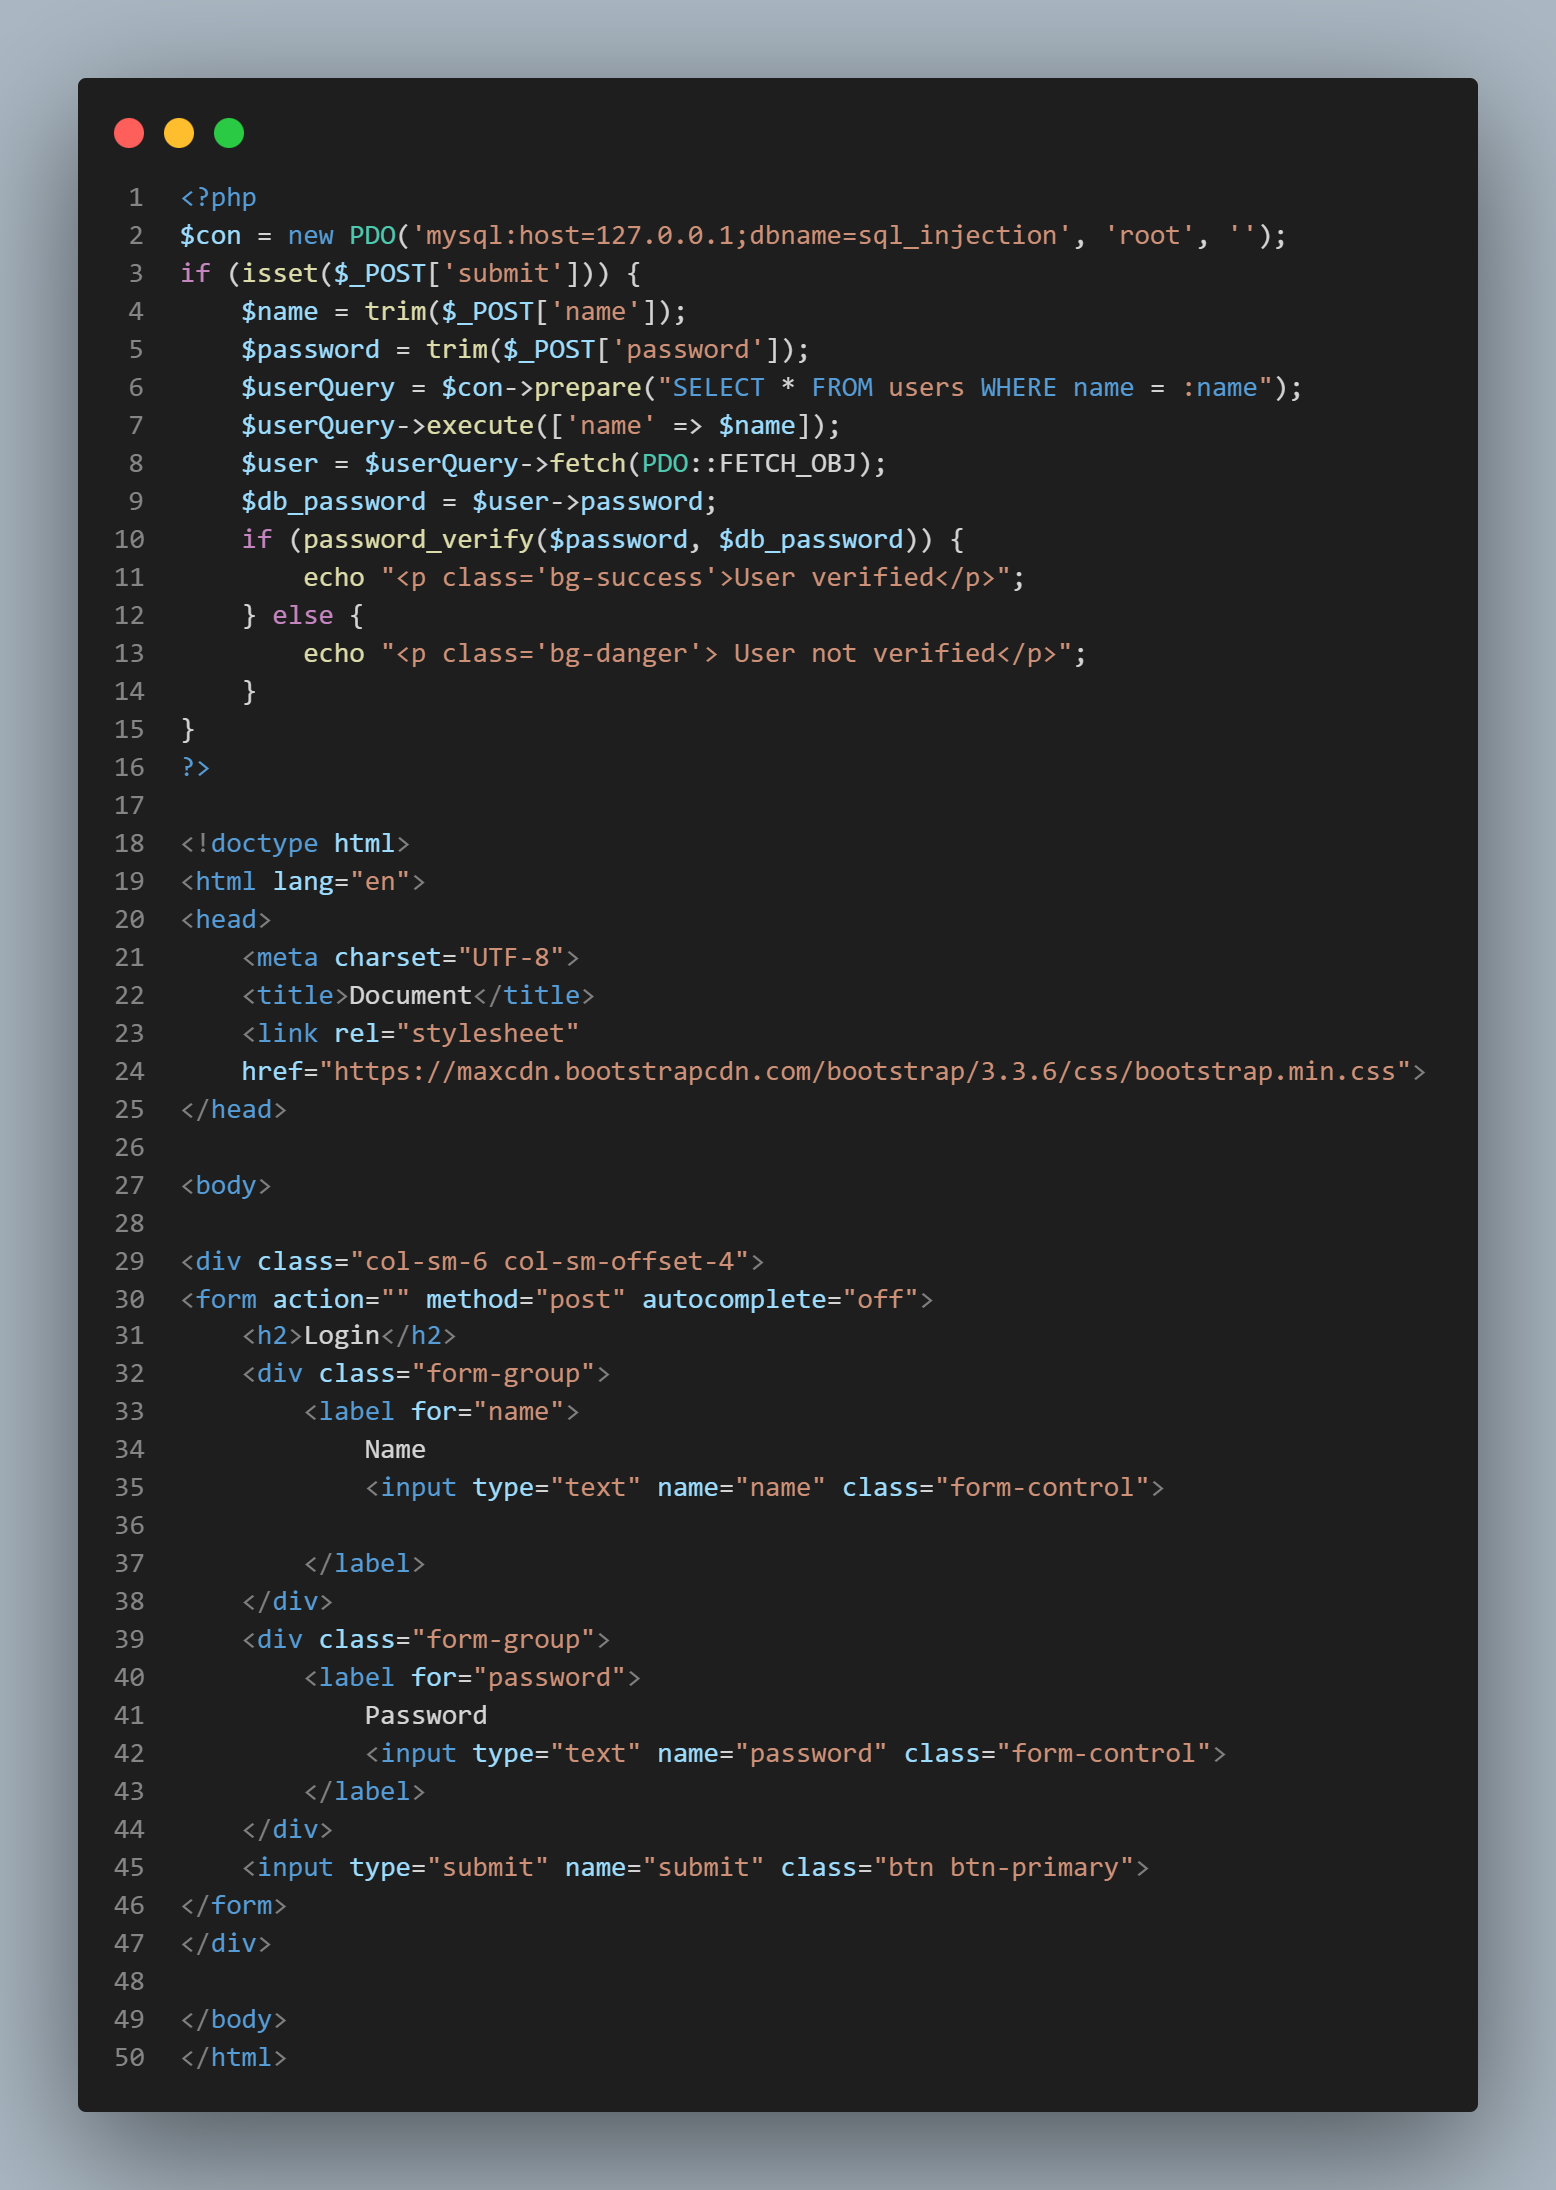 1 <?php
2 $con = new PDO('mysql:host=127.0.0.1;dbname=sql_injection', 'root', '');
3 if (isset($_POST['submit'])) {
4     $name = trim($_POST['name']);
5     $password = trim($_POST['password']);
6     $userQuery = $con->prepare("SELECT * FROM users WHERE name = :name");
7     $userQuery->execute(['name' => $name]);
8     $user = $userQuery->fetch(PDO::FETCH_OBJ);
9     $db_password = $user->password;
10     if (password_verify($password, $db_password)) {
11         echo "<p class='bg-success'>User verified</p>";
12     } else {
13         echo "<p class='bg-danger'> User not verified</p>";
14     }
15 }
16 ?>
17
18 <!doctype html>
19 <html lang="en">
20 <head>
21     <meta charset="UTF-8">
22     <title>Document</title>
23     <link rel="stylesheet"
24     href="https://maxcdn.bootstrapcdn.com/bootstrap/3.3.6/css/bootstrap.min.css">
25 </head>
26
27 <body>
28
29 <div class="col-sm-6 col-sm-offset-4">
30 <form action="" method="post" autocomplete="off">
31     <h2>Login</h2>
32     <div class="form-group">
33         <label for="name">
34             Name
35             <input type="text" name="name" class="form-control">
36
37         </label>
38     </div>
39     <div class="form-group">
40         <label for="password">
41             Password
42             <input type="text" name="password" class="form-control">
43         </label>
44     </div>
45     <input type="submit" name="submit" class="btn btn-primary">
46 </form>
47 </div>
48
49 </body>
50 </html>